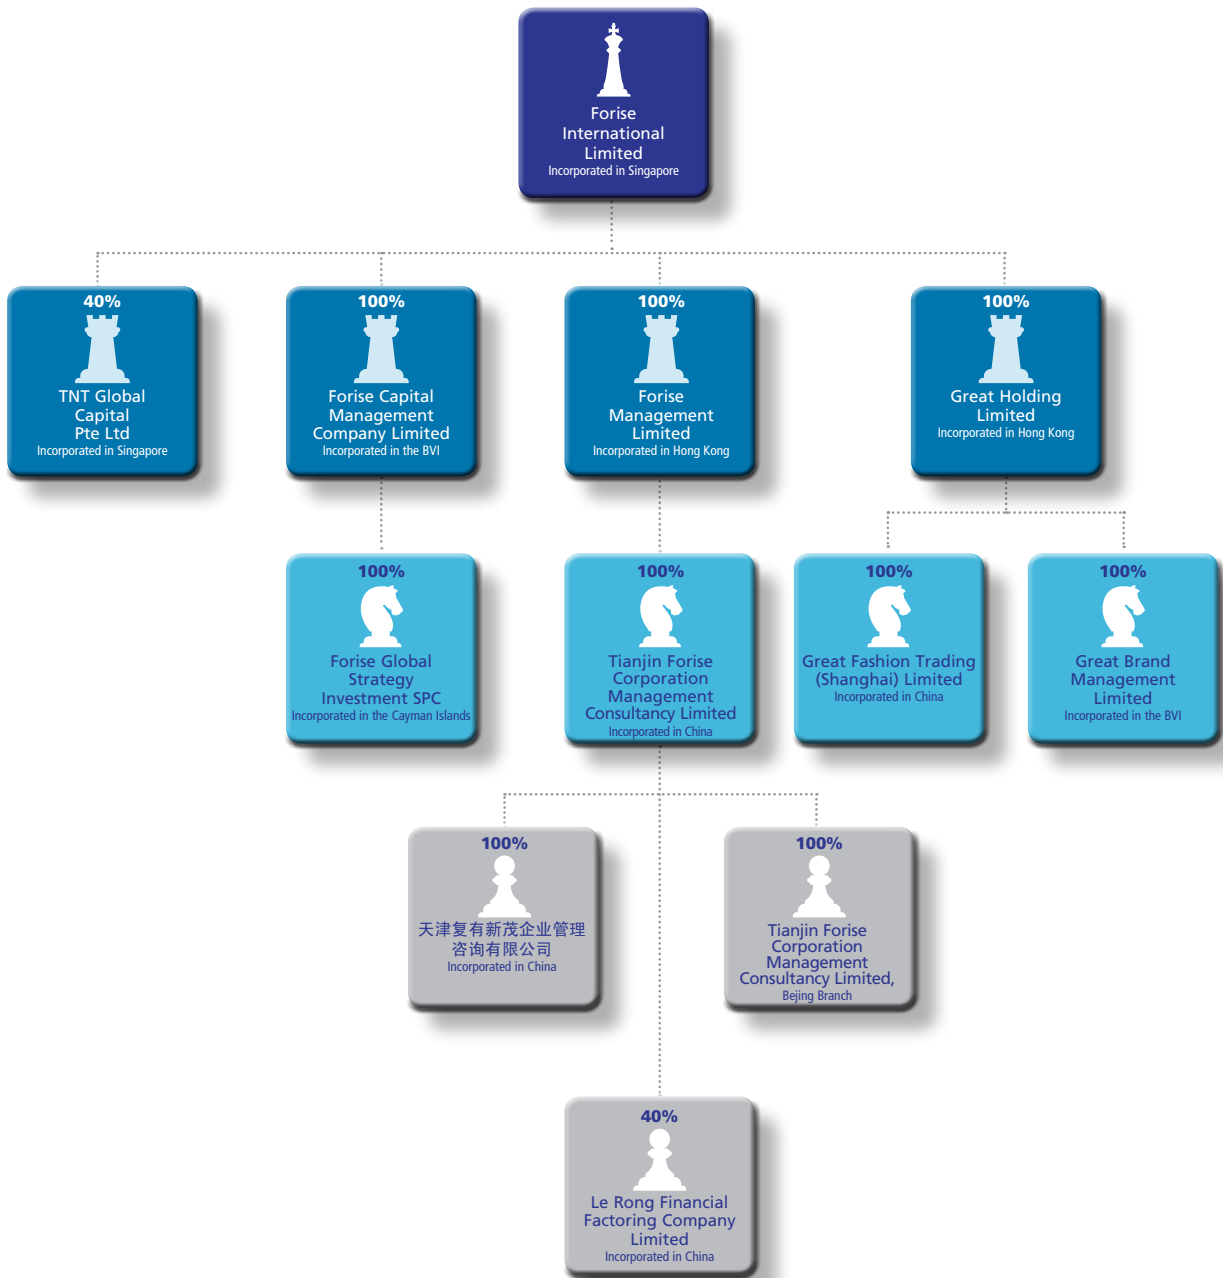 Forise
International
Limited
Incorporated in Singapore
40%
TNT Global
Capital
Pte Ltd
Incorporated in Singapore
100%
Forise Capital
Management
Company Limited
Incorporated in the BVI
100%
Forise
Management
Limited
Incorporated in Hong Kong
100%
Great Holding
Limited
Incorporated in Hong Kong
100%
Forise Global
Strategy
Investment SPC
Incorporated in the Cayman Islands
100%
Tianjin Forise
Corporation
Management
Consultancy Limited
Incorporated in China
100%
Great Fashion Trading
(Shanghai) Limited
Incorporated in China
100%
Great Brand
Management
Limited
Incorporated in the BVI
100%
天津复有新茂企业管理
咨询有限公司
Incorporated in China
100%
Tianjin Forise
Corporation
Management
Consultancy Limited,
Bejing Branch
40%
Le Rong Financial
Factoring Company
Limited
Incorporated in China